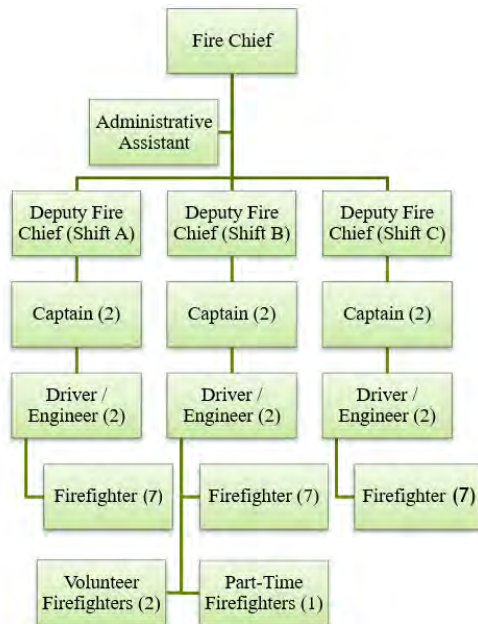 Fire Chief
Administrative
Assistant
Deputy Fire
Chief (Shift A)
Deputy Fire
Chief (Shift B)
Deputy Fire
Chief (Shift C)
Captain (2)
Captain (2)
Captain (2)
Driver /
Engineer (2)
Driver /
Engineer (2)
Driver /
Engineer (2)
Firefighter (7)
Firefighter (7)
Firefighter (7)
Volunteer
Firefighters (2)
Part-Time
Firefighters (1)